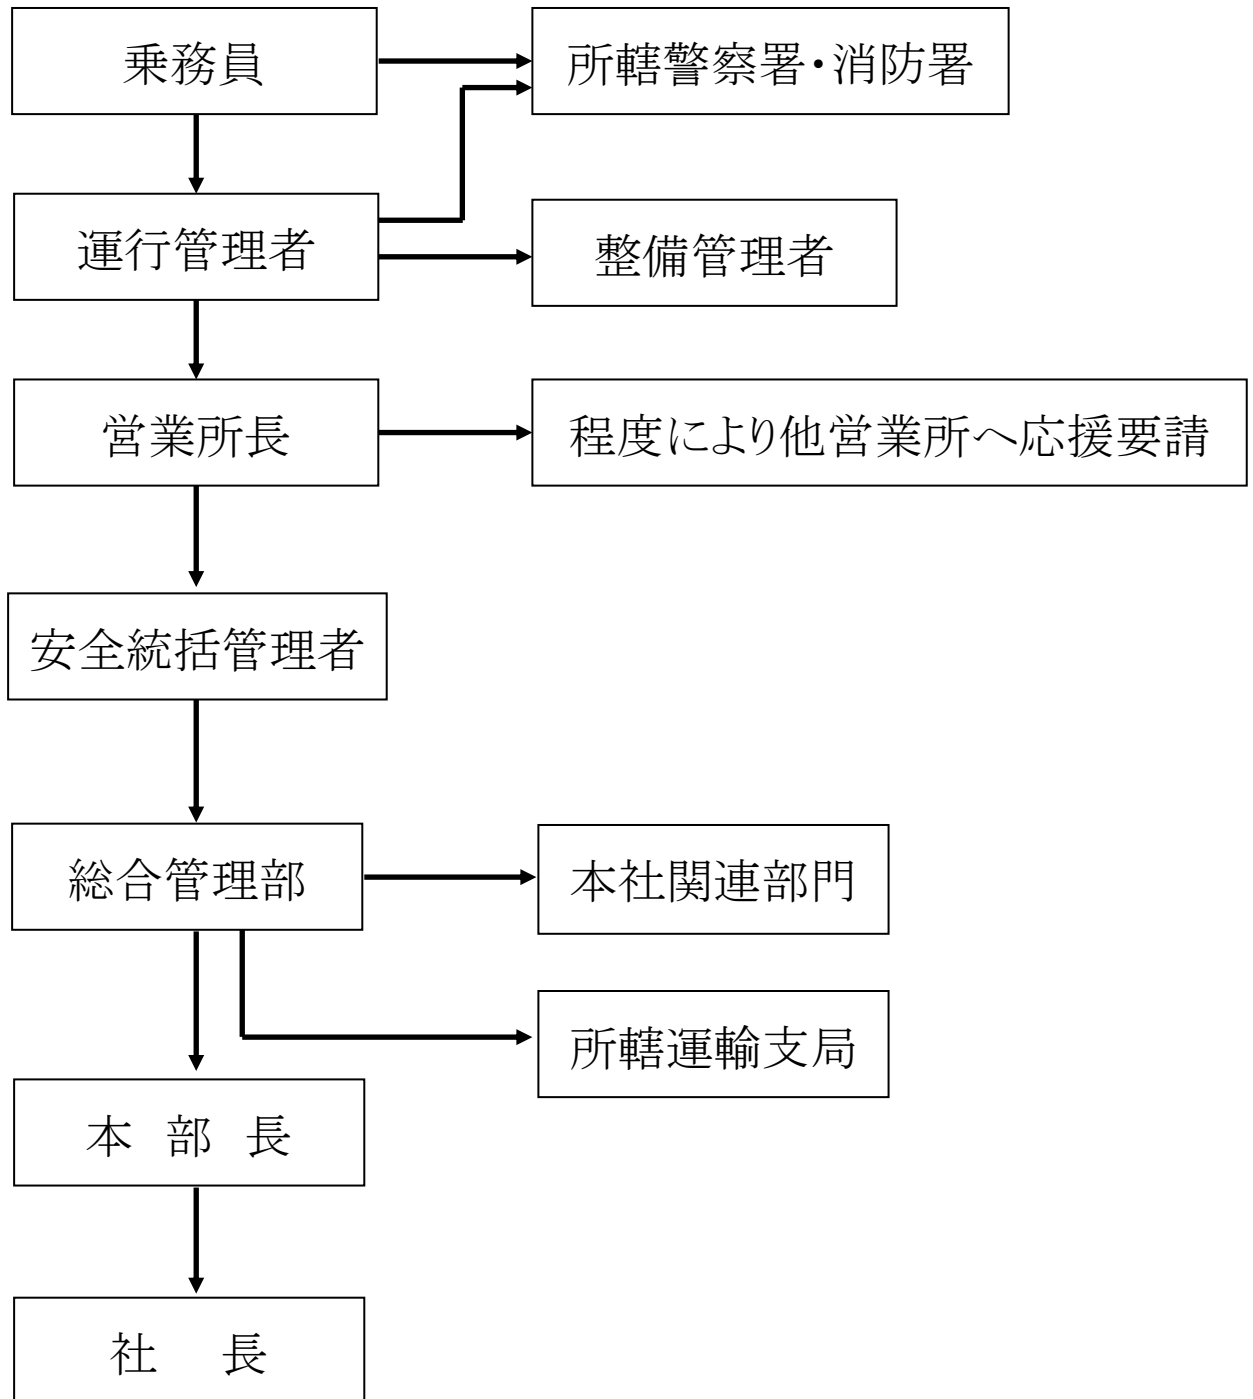 乗務員
所轄警察署・消防署
運行管理者
整備管理者
営業所長
程度により他営業所へ応援要請
安全統括管理者
総合管理部
本社関連部門
所轄運輸支局
本 部 長
社 長